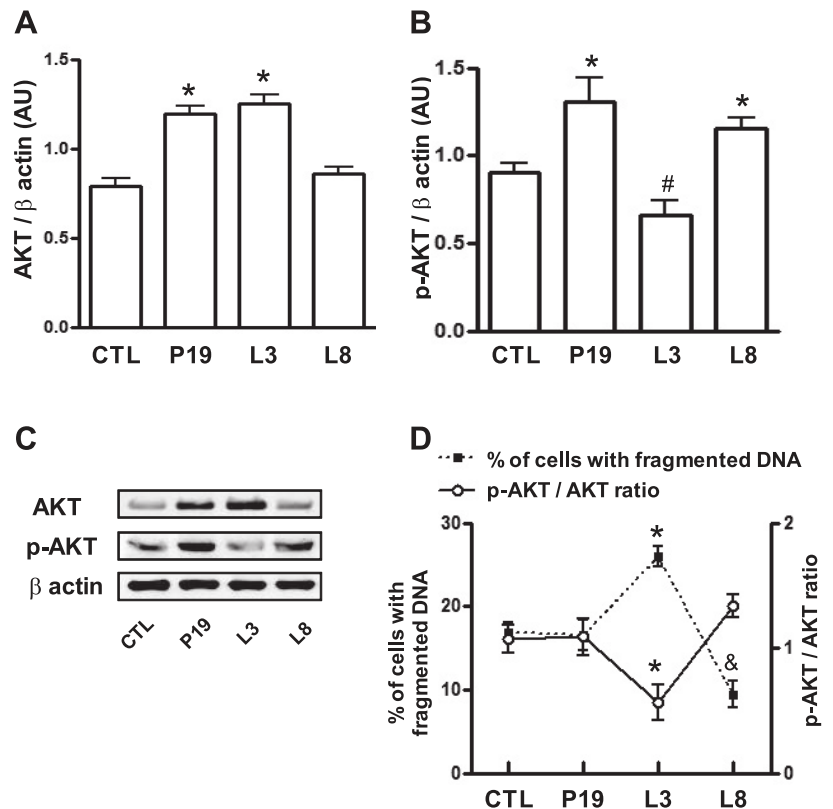 A
AKT / β actin (AU)
1.5
1.0
0.5
0.0
*
*
CTL P19 L3 L8
B
p-AKT / β actin (AU)
1.5
1.0
0.5
0.0
*
#
*
CTL P19 L3 L8
C
AKT
p-AKT
β actin
CTL P19 L3 L8
D
% of cells with fragmented DNA
p-AKT / AKT ratio
% of cells with
fragmented DNA
30
20
10
0
*
*
&
2
1
0
p-AKT / AKT ratio
CTL P19 L3 L8